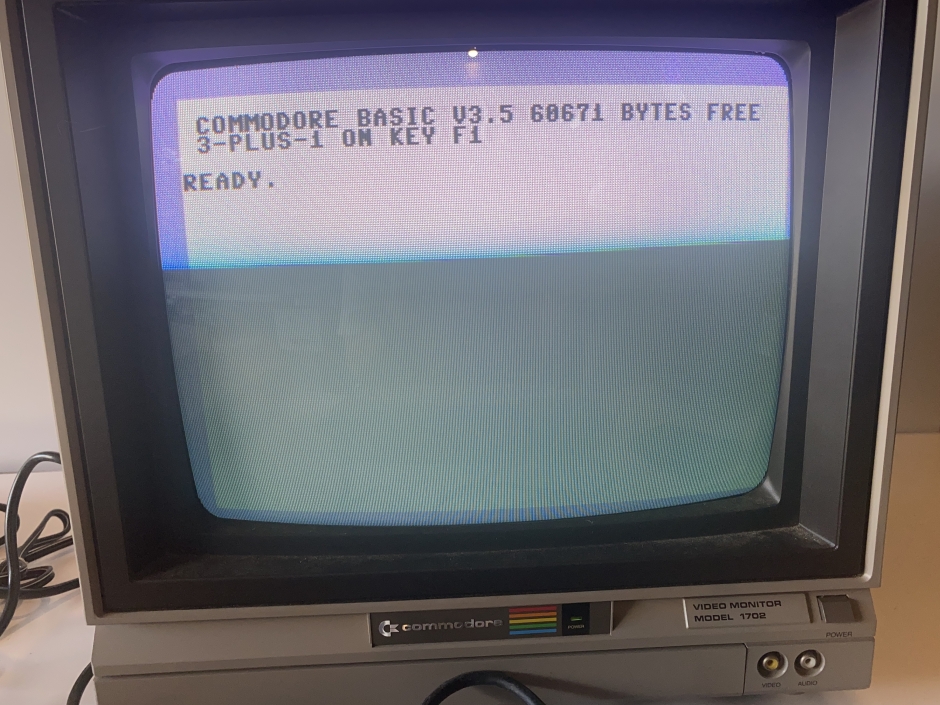 COMMODORE BASIC V3.5 60671 BYTES FREE
3-PLUS-1 ON KEY F1
READY.
commodore
POWER
VIDEO MONITOR
MODEL 1702
POWER
VIDEO AUDIO